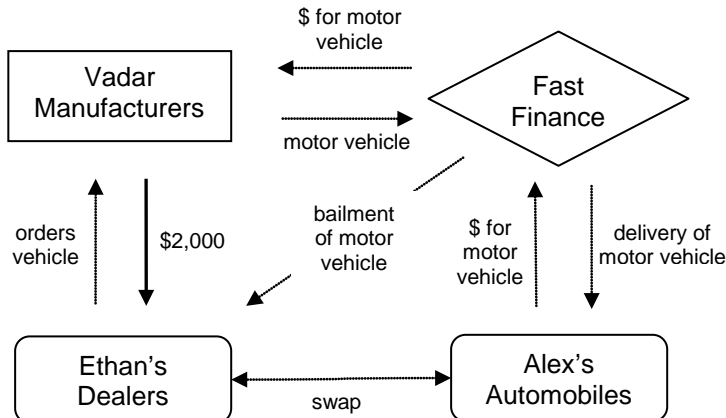 $ for motor
vehicle
Vadar
Manufacturers
Fast
Finance
motor vehicle
orders
vehicle
$2,000
bailment
of motor
vehicle
$ for
motor
vehicle
delivery of
motor vehicle
Ethan's
Dealers
swap
Alex's
Automobiles